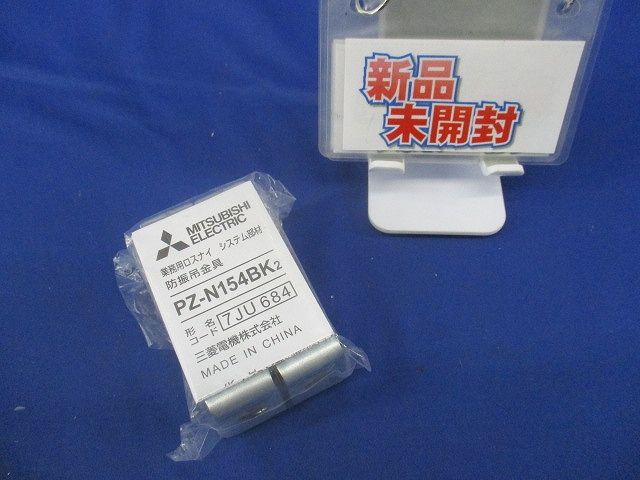 新品
未開封
MITSUBISHI
ELECTRIC
業務用ロスナイ システム部材
防振吊金具
PZ-N154BK2
形名
コード 7JU 684
三菱電機株式会社
MADE IN CHINA